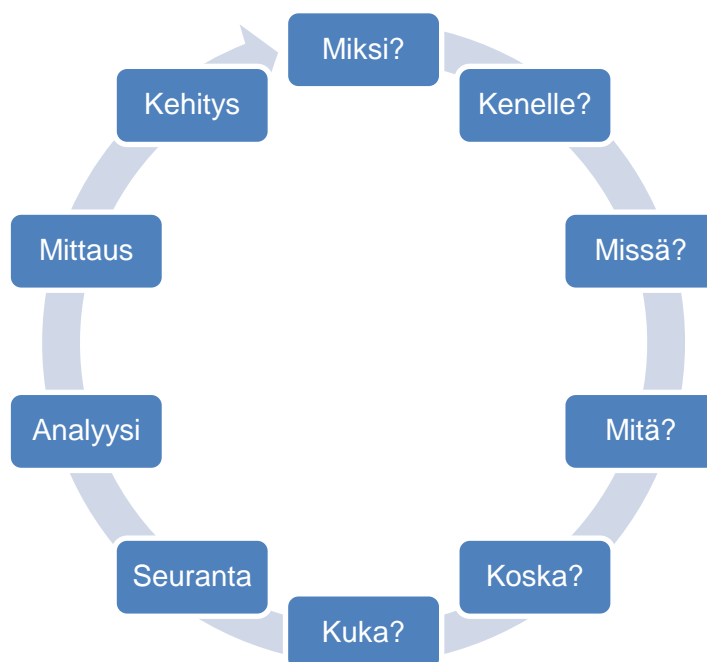 Miksi?
Kenelle?
Missä?
Mitä?
Koska?
Kuka?
Seuranta
Analyysi
Mittaus
Kehitys